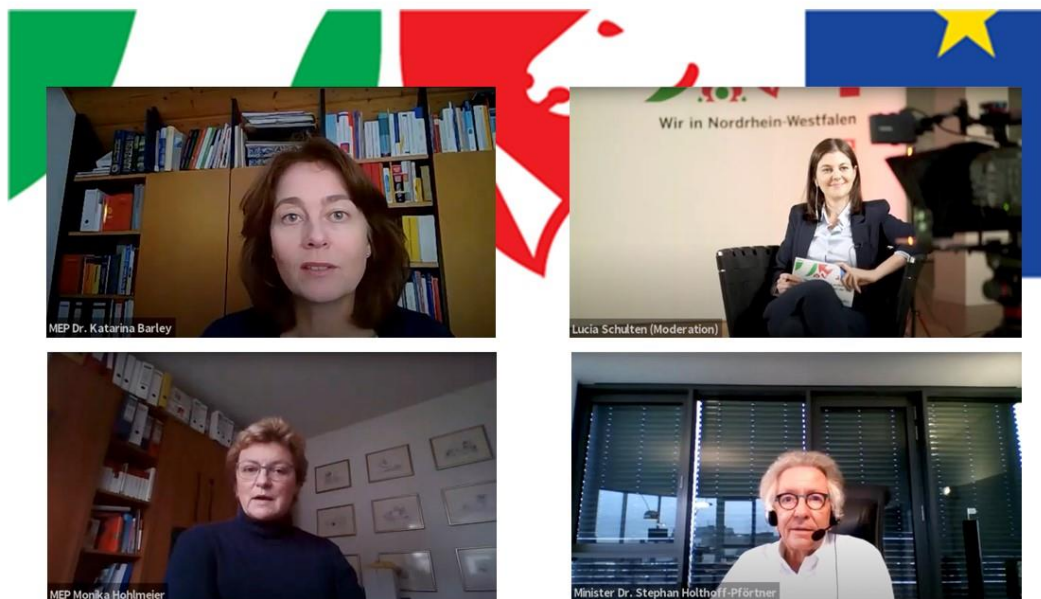 Wir in Nordrhein-Westfalen
MEP Dr. Katarina Barley
Lucia Schulten (Moderation)
MEP Monika Hohlmeier
Minister Dr. Stephan Holthoff-Pförtner